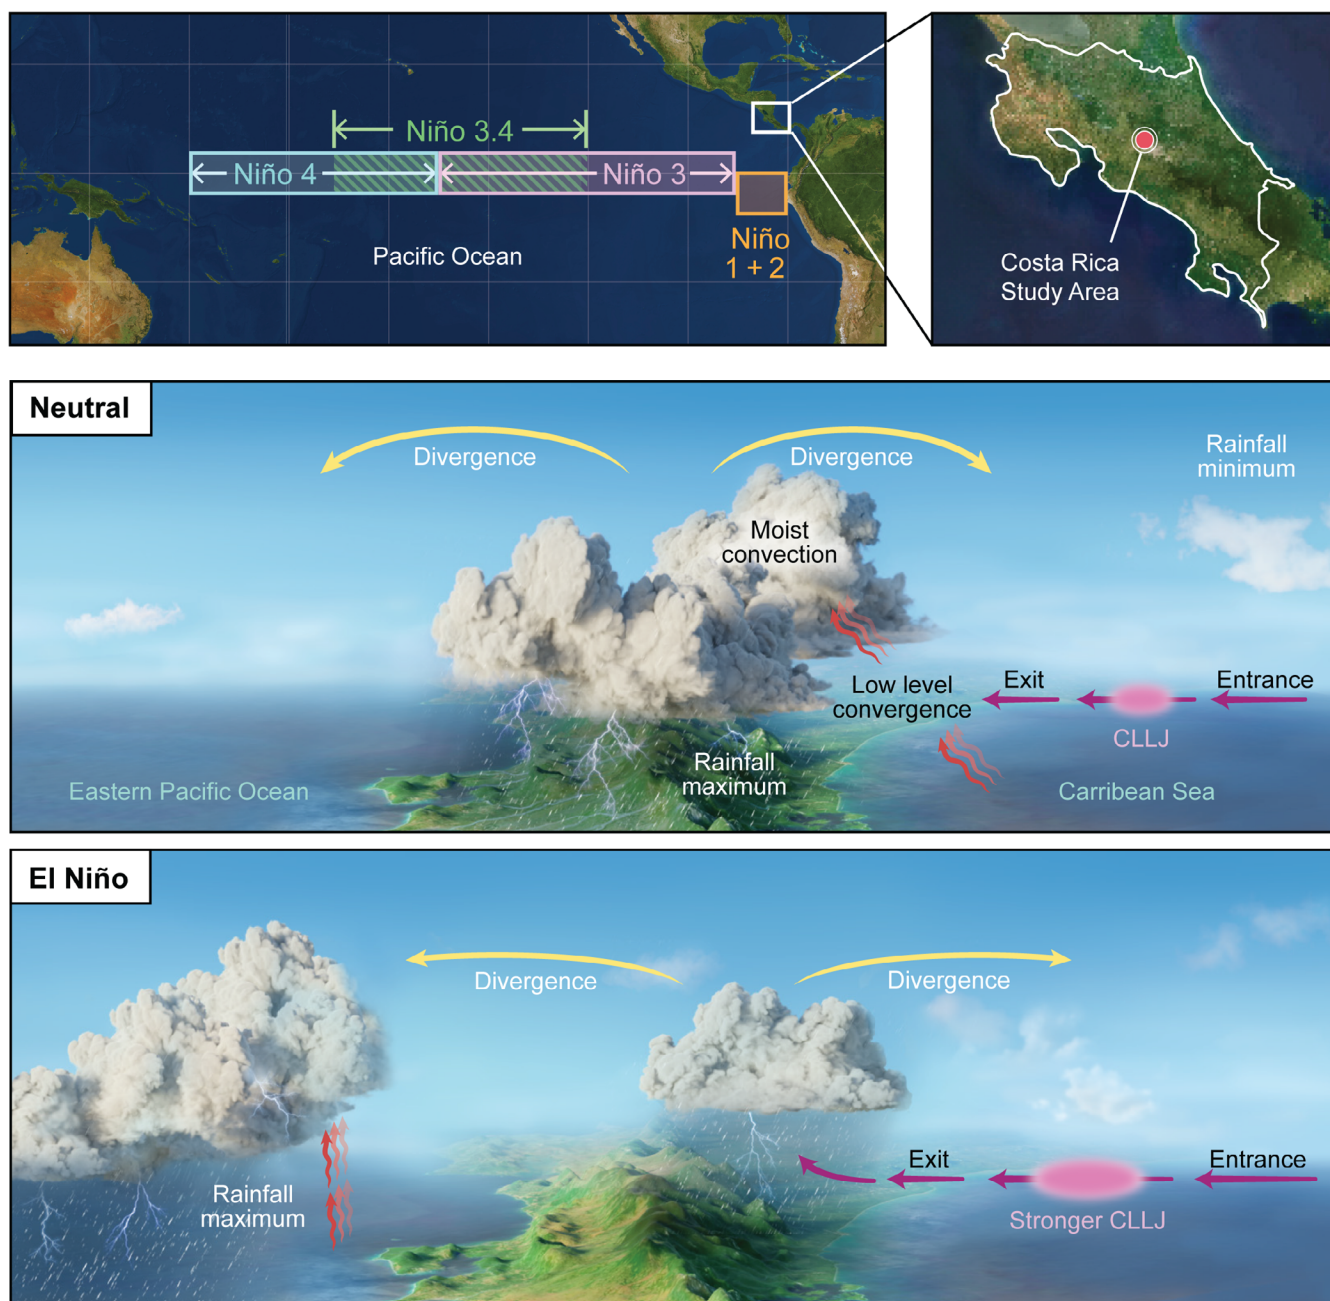 Niño 3.4
Niño 4
Niño 3
Niño
1 + 2
Pacific Ocean
Costa Rica
Study Area
Neutral
Divergence
Divergence
Rainfall
minimum
Moist
convection
Low level
convergence
Exit
Entrance
CLLJ
Rainfall
maximum
Eastern Pacific Ocean
Carribean Sea
El Niño
Divergence
Divergence
Rainfall
maximum
Exit
Entrance
Stronger CLLJ